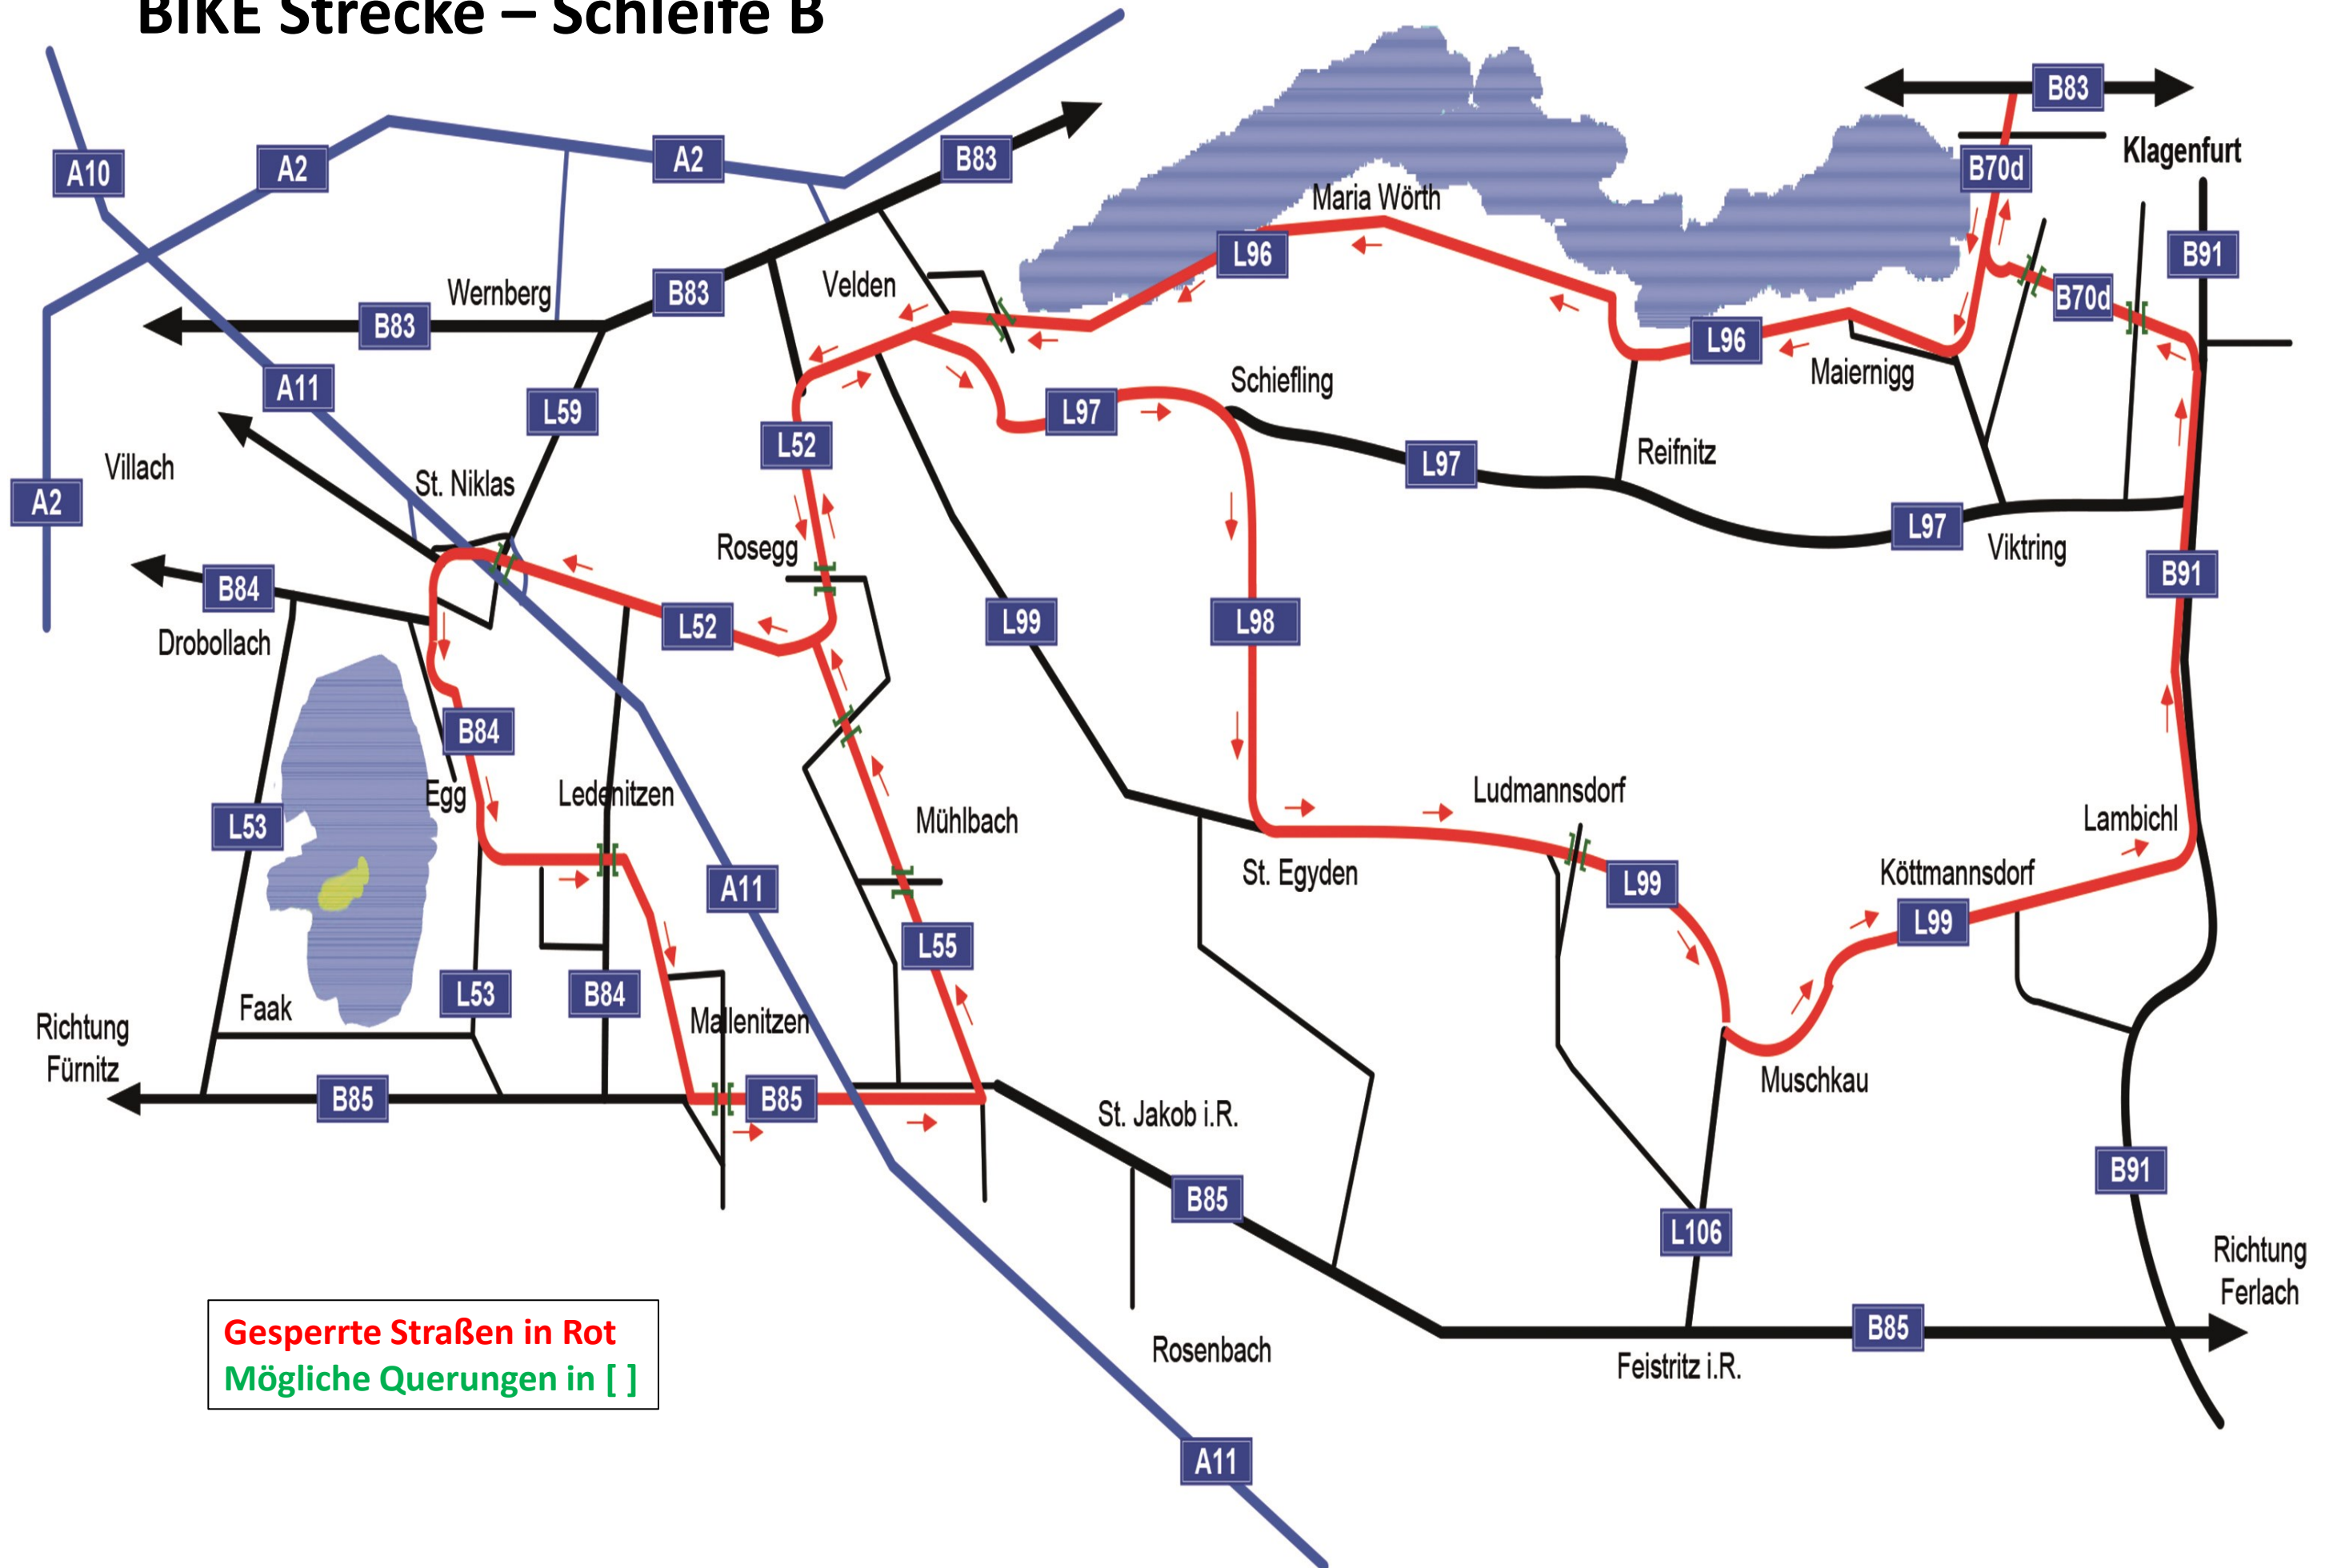 BIKE Strecke – Schleife B
B83
Klagenfurt
A10
A2
A2
B83
B70d
Maria Wörth
L96
B91
Velden
Wernberg
B83
B83
B70d
L96
Maiernigg
A11
L59
L97
Schiefling
L52
Villach
St. Niklas
L97
Reifnitz
A2
L97
Viktring
Rosegg
B84
B91
Drobollach
L52
L99
L98
B84
Egg
Ledenitzen
L53
Mühlbach
Ludmannsdorf
Lambichl
St. Egyden
Köttmannsdorf
A11
L99
L99
L55
L53
B84
Faak
Mallenitzen
Richtung
Fürnitz
B85
B85
Muschkau
St. Jakob i.R.
B91
B85
L106
Richtung
Ferlach
Gesperrte Straßen in Rot
Mögliche Querungen in [ ]
Rosenbach
B85
Feistritz i.R.
A11